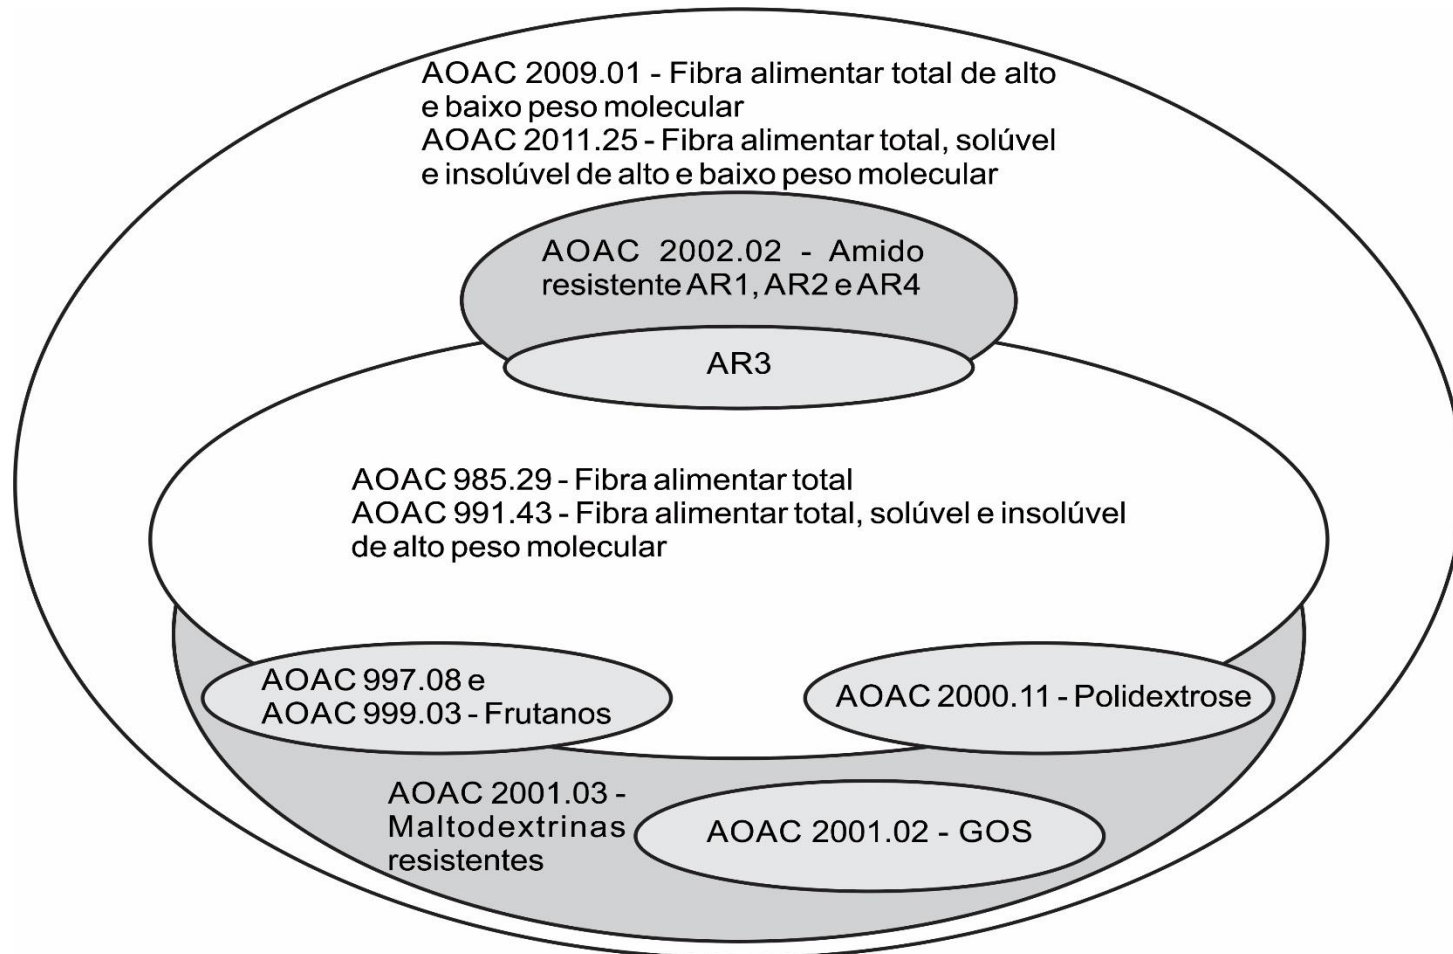 AOAC 2009.01 - Fibra alimentar total de alto
e baixo peso molecular
AOAC 2011.25 - Fibra alimentar total, solúvel
e insolúvel de alto e baixo peso molecular
AOAC 2002.02 - Amido
resistente AR1, AR2 e AR4
AR3
AOAC 985.29 - Fibra alimentar total
AOAC 991.43 - Fibra alimentar total, solúvel e insolúvel
de alto peso molecular
AOAC 997.08 e
AOAC 999.03 - Frutanos
AOAC 2000.11 - Polidextrose
AOAC 2001.03 -
Maltodextrinas
resistentes
AOAC 2001.02 - GOS